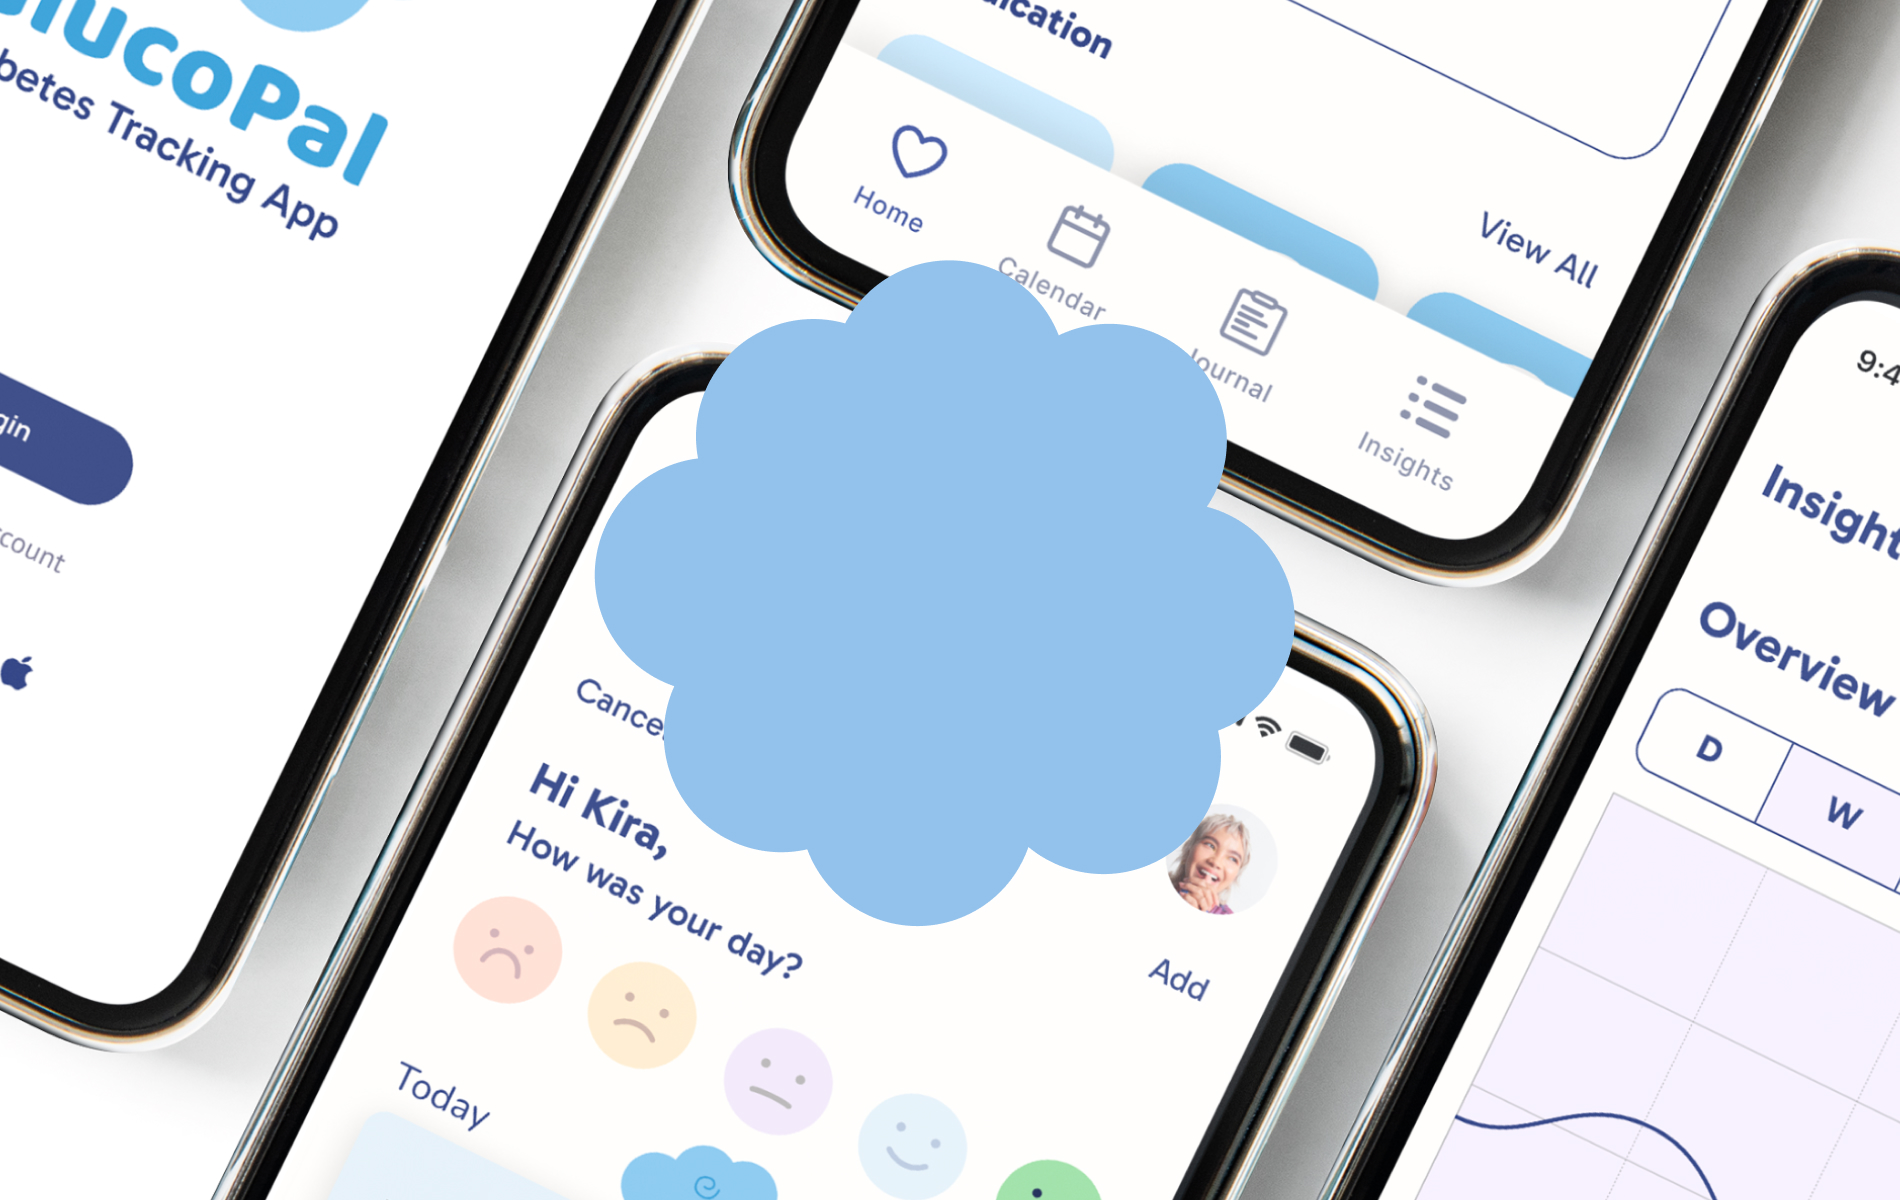 lucoPal
betes Tracking App
gin
count
ication
View All
Home
Calendar
Journal
Insights
Cance
Hi Kira,
How was your day?
Add
Today
9:4
Insight
Overview
D
W